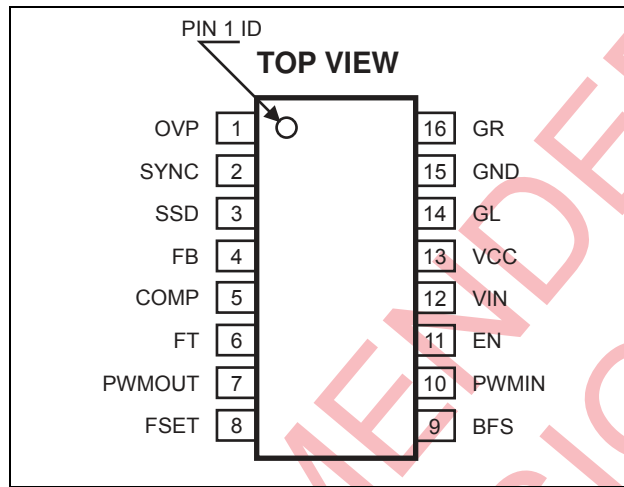 PIN 1 ID
TOP VIEW
OVP 1 16 GR
SYNC 2 15 GND
SSD 3 14 GL
FB 4 13 VCC
COMP 5 12 VIN
FT 6 11 EN
PWMOUT 7 10 PWMIN
FSET 8 9 BFS